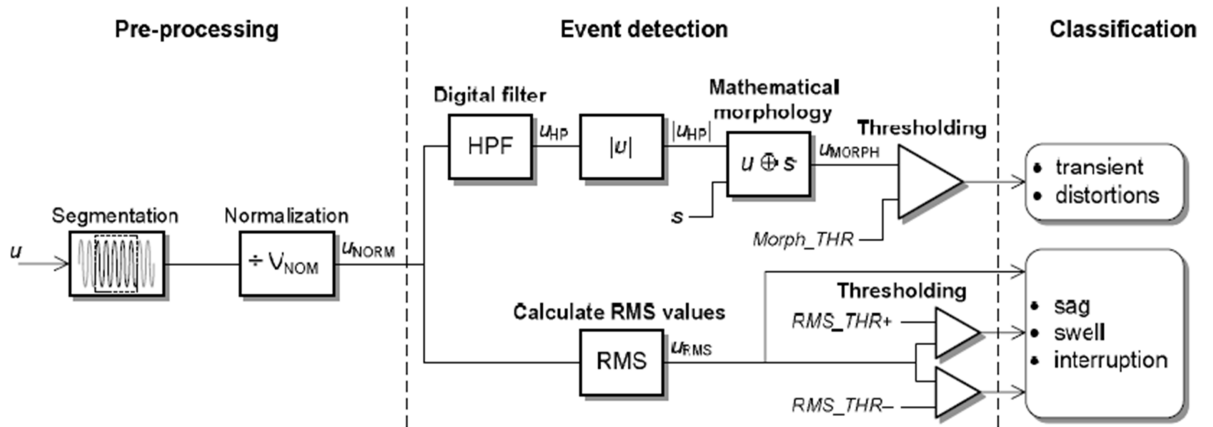 Pre-processing
Event detection
Classification
Digital filter
Mathematical
morphology
Thresholding
HPF
u_HP
|u|
|u_HP|
u ⊕ s
u_MORPH
s
Morph_THR
• transient
• distortions
Segmentation
Normalization
u
÷ V_NOM
u_NORM
Calculate RMS values
RMS
u_RMS
Thresholding
RMS_THR+
RMS_THR–
• sag
• swell
• interruption